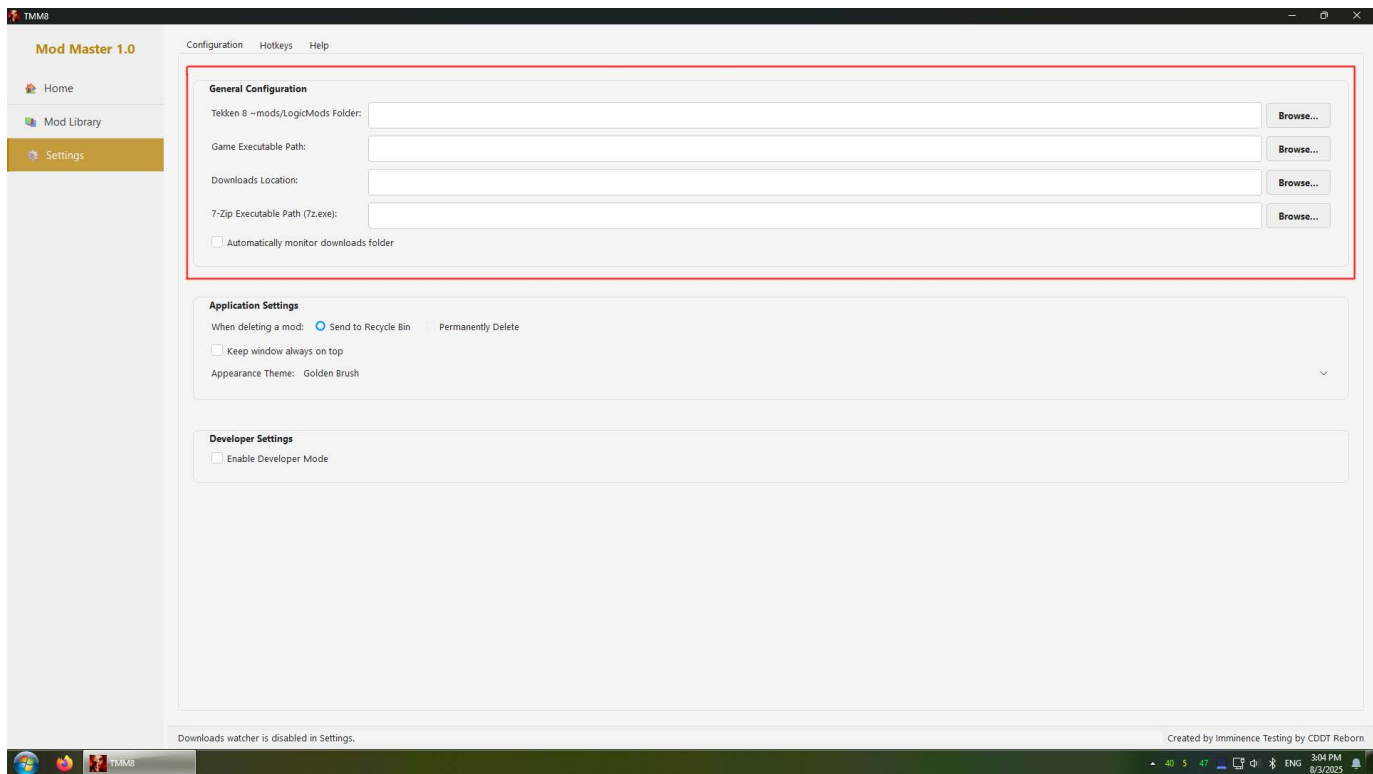 TMM8
Mod Master 1.0
Home
Mod Library
Settings
Configuration Hotkeys Help
General Configuration
Tekken 8 ~mods/LogicMods Folder: Browse...
Game Executable Path: Browse...
Downloads Location: Browse...
7-Zip Executable Path (7z.exe): Browse...
Automatically monitor downloads folder
Application Settings
When deleting a mod: Send to Recycle Bin Permanently Delete
Keep window always on top
Appearance Theme: Golden Brush
Developer Settings
Enable Developer Mode
Downloads watcher is disabled in Settings. Created by Imminence Testing by CDDT Reborn
TMM8 40 5 47 ENG 3:04 PM
8/3/2025